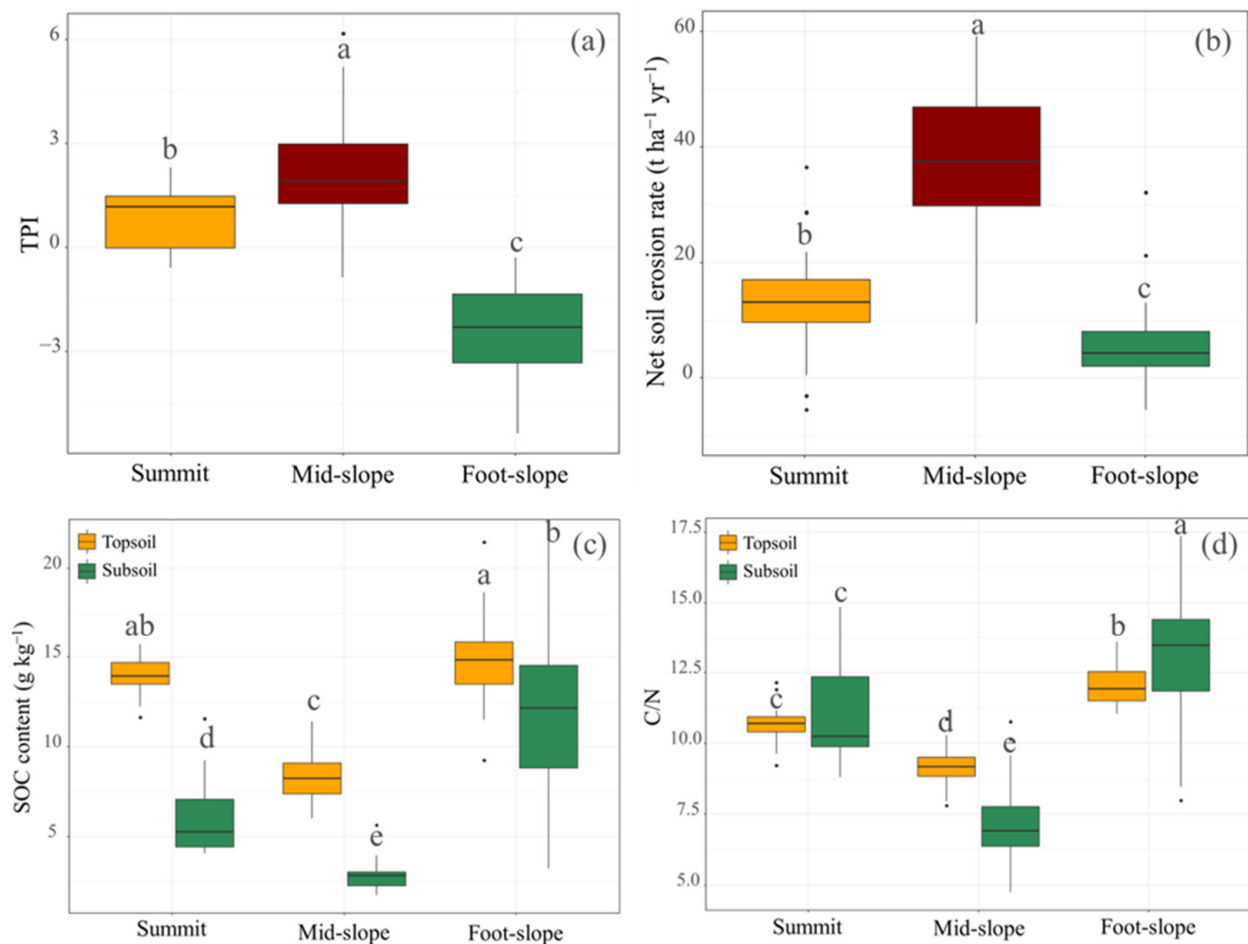 (a)
TPI
6
3
0
−3
b
a
c
Summit Mid-slope Foot-slope
(b)
Net soil erosion rate (t ha⁻¹ yr⁻¹)
60
40
20
0
b
a
c
Summit Mid-slope Foot-slope
(c)
Topsoil
Subsoil
SOC content (g kg⁻¹)
20
15
10
5
ab
d
c
e
a
b
Summit Mid-slope Foot-slope
(d)
Topsoil
Subsoil
C/N
17.5
15.0
12.5
10.0
7.5
5.0
c
c
d
e
b
a
Summit Mid-slope Foot-slope